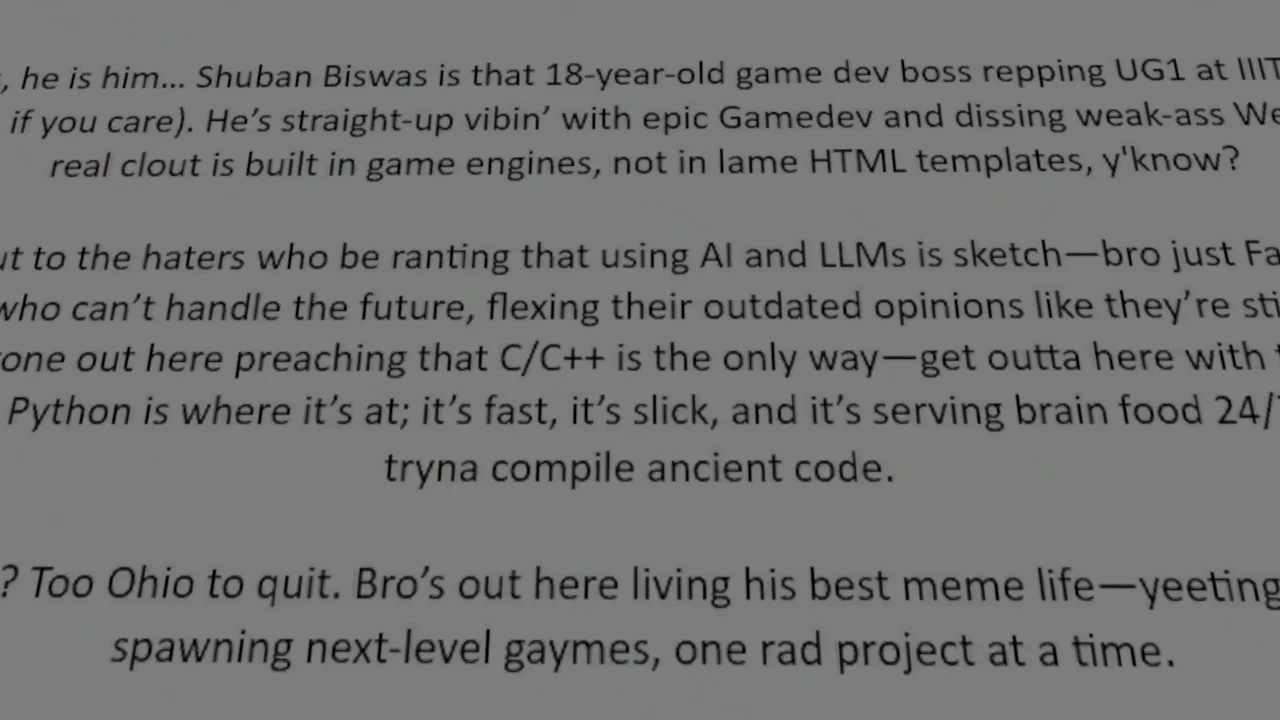 , he is him... Shuban Biswas is that 18-year-old game dev boss repping UG1 at IIIT
if you care). He's straight-up vibin' with epic Gamedev and dissing weak-ass We
real clout is built in game engines, not in lame HTML templates, y'know?
ut to the haters who be ranting that using AI and LLMs is sketch—bro just Fa
who can't handle the future, flexing their outdated opinions like they're sti
one out here preaching that C/C++ is the only way—get outta here with
Python is where it's at; it's fast, it's slick, and it's serving brain food 24/
tryna compile ancient code.
? Too Ohio to quit. Bro's out here living his best meme life—yeeting
spawning next-level gaymes, one rad project at a time.